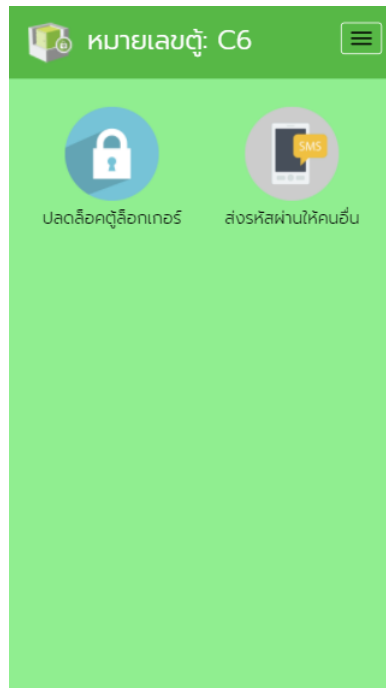 หมายเลขตู้: C6
SMS
ปลดล็อคตู้ล็อกเกอร์
ส่งรหัสผ่านให้คนอื่น